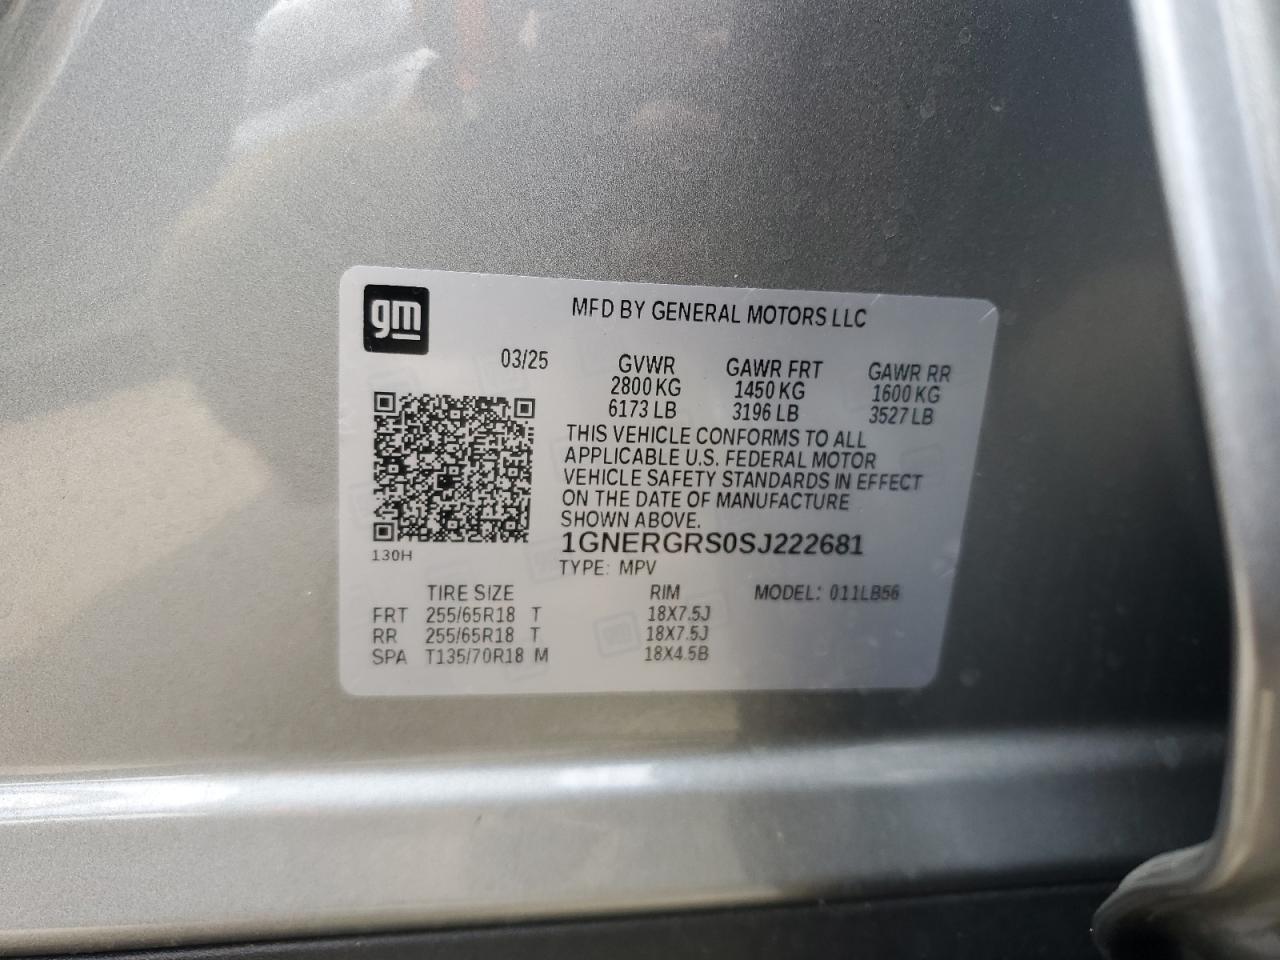 gm
MFD BY GENERAL MOTORS LLC
03/25 GVWR GAWR FRT GAWR RR
2800 KG 1450 KG 1600 KG
6173 LB 3196 LB 3527 LB
THIS VEHICLE CONFORMS TO ALL
APPLICABLE U.S. FEDERAL MOTOR
VEHICLE SAFETY STANDARDS IN EFFECT
ON THE DATE OF MANUFACTURE
SHOWN ABOVE.
1GNERGRS0SJ222681
130H
TYPE: MPV
TIRE SIZE RIM MODEL: 011LB56
FRT 255/65R18 T 18X7.5J
RR 255/65R18 T 18X7.5J
SPA T135/70R18 M 18X4.5B